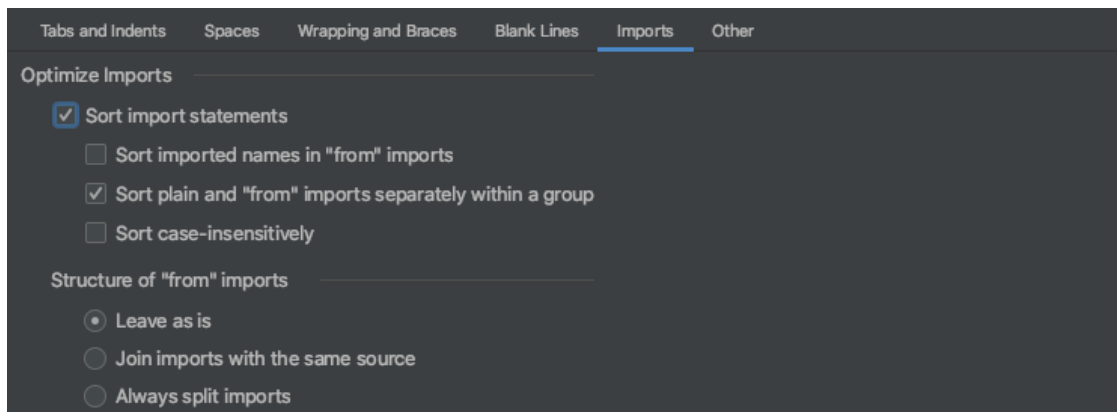 Tabs and Indents Spaces Wrapping and Braces Blank Lines Imports Other
Optimize Imports
Sort import statements
Sort imported names in "from" imports
Sort plain and "from" imports separately within a group
Sort case-insensitively
Structure of "from" imports
Leave as is
Join imports with the same source
Always split imports